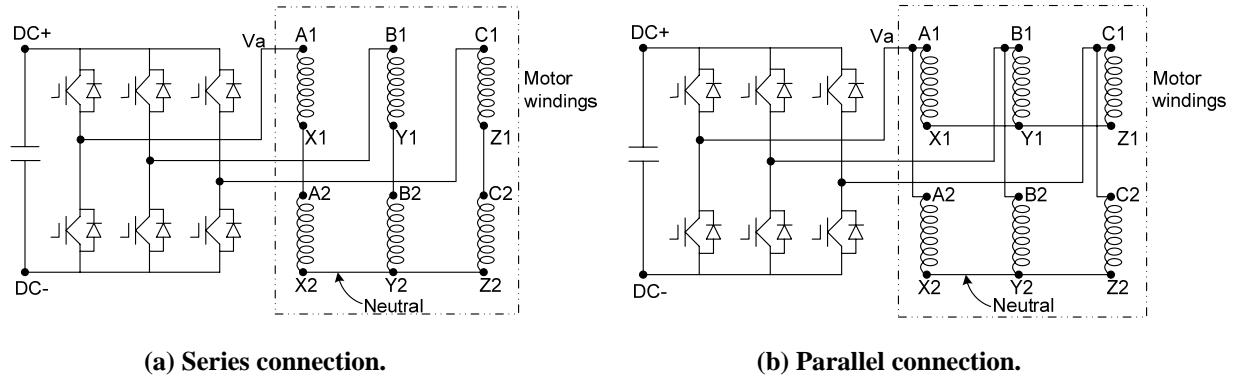 DC+
Va
A1
B1
C1
Motor
windings
X1
Y1
Z1
A2
B2
C2
X2
Y2
Z2
DC-
Neutral
(a) Series connection.
DC+
Va
A1
B1
C1
Motor
windings
X1
Y1
Z1
A2
B2
C2
X2
Y2
Z2
DC-
Neutral
(b) Parallel connection.